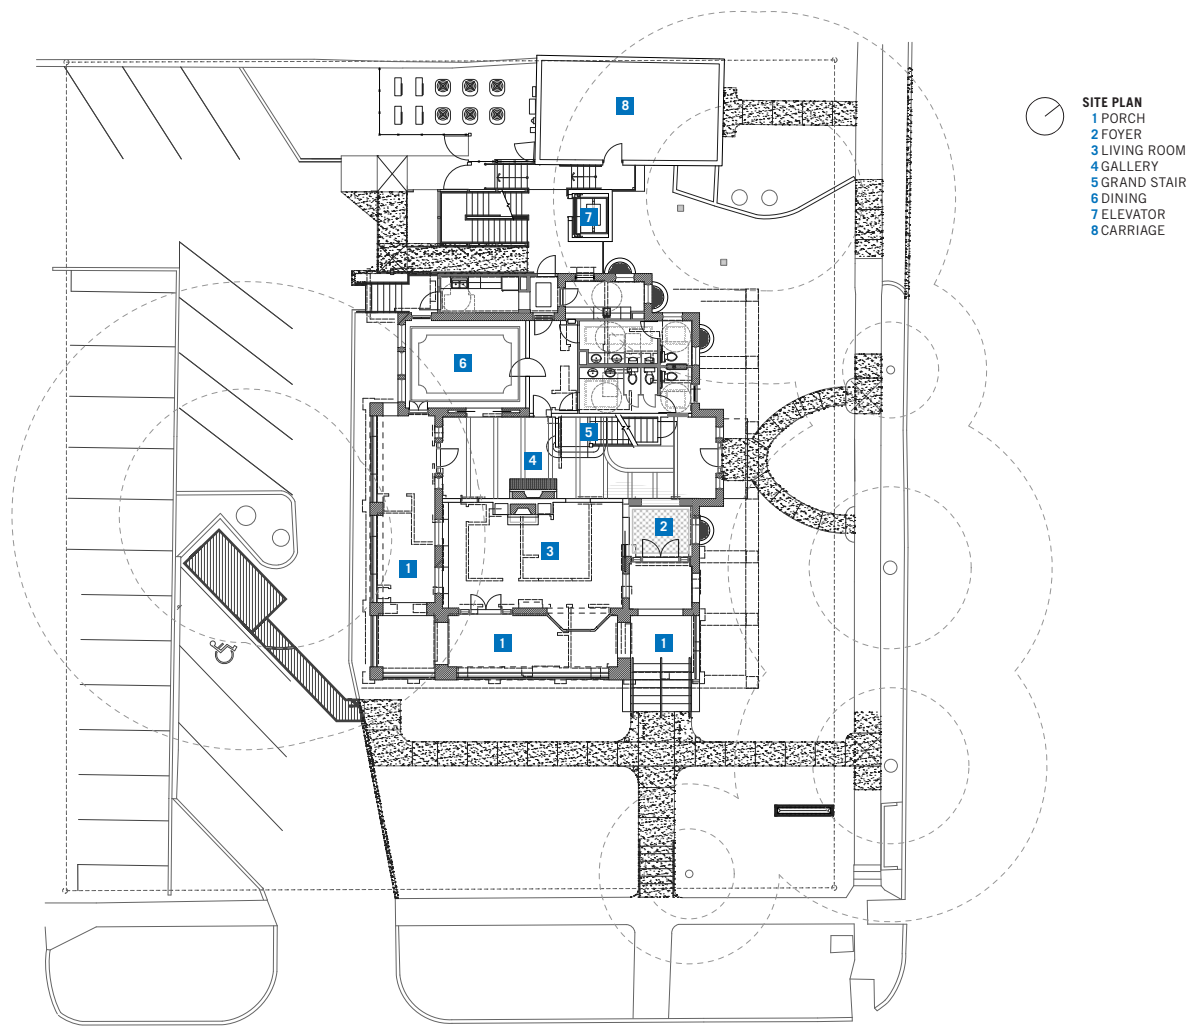 SITE PLAN
1 PORCH
2 FOYER
3 LIVING ROOM
4 GALLERY
5 GRAND STAIR
6 DINING
7 ELEVATOR
8 CARRIAGE
8
7
6
5
4
2
3
1
1
1